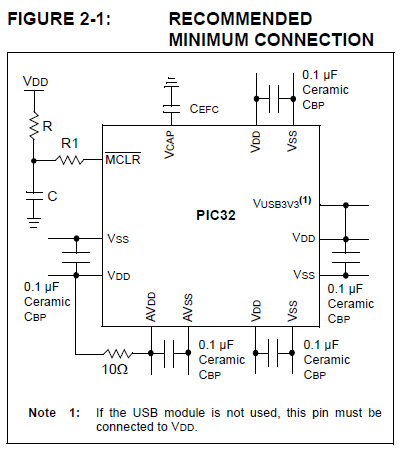 FIGURE 2-1: RECOMMENDED
MINIMUM CONNECTION
VDD
R
R1
C
MCLR
CEFC
VCAP
VDD
VSS
0.1 µF
Ceramic
CBP
PIC32
VUSB3V3(1)
VDD
VSS
0.1 µF
Ceramic
CBP
VSS
VDD
0.1 µF
Ceramic
CBP
10Ω
AVDD
AVSS
0.1 µF
Ceramic
CBP
VDD
VSS
0.1 µF
Ceramic
CBP
Note 1: If the USB module is not used, this pin must be
connected to VDD.